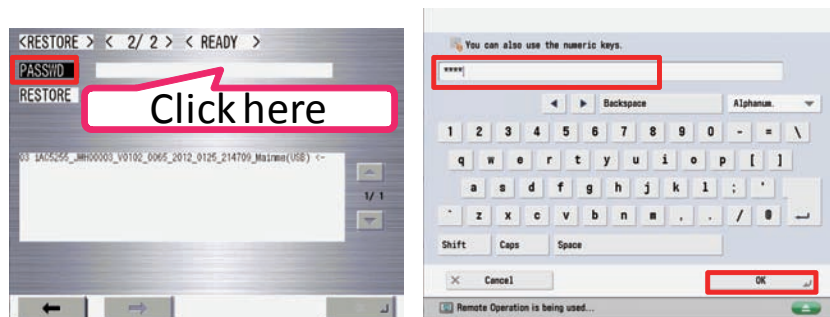 <RESTORE > < 2/ 2 > < READY >
PASSWD
RESTORE
Click here
03 1AC5255_JWH00003_V0102_0065_2012_0125_214709_Mainme(USB) <-
1/ 1
You can also use the numeric keys.
****
Backspace
Alphanum.
1 2 3 4 5 6 7 8 9 0 - = \
q w e r t y u i o p [ ]
a s d f g h j k l ; '
` z x c v b n m , . / @
Shift Caps Space
× Cancel OK
Remote Operation is being used...